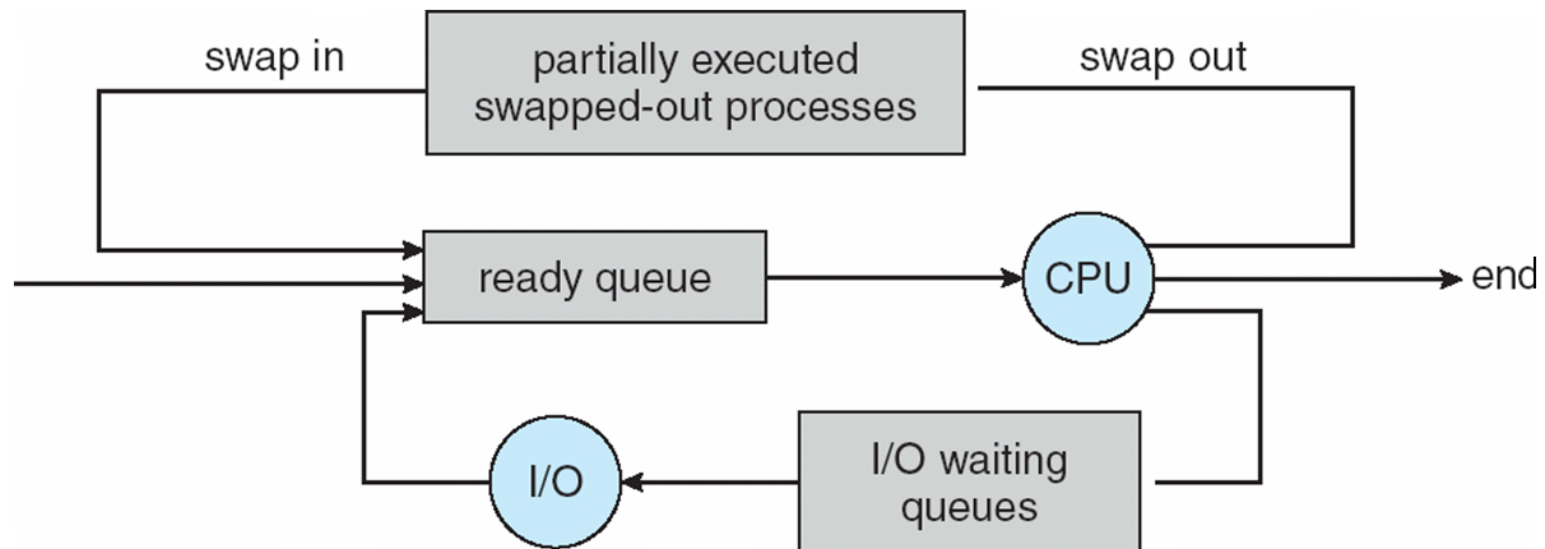 swap in
partially executed
swapped-out processes
swap out
ready queue
CPU
end
I/O
I/O waiting
queues